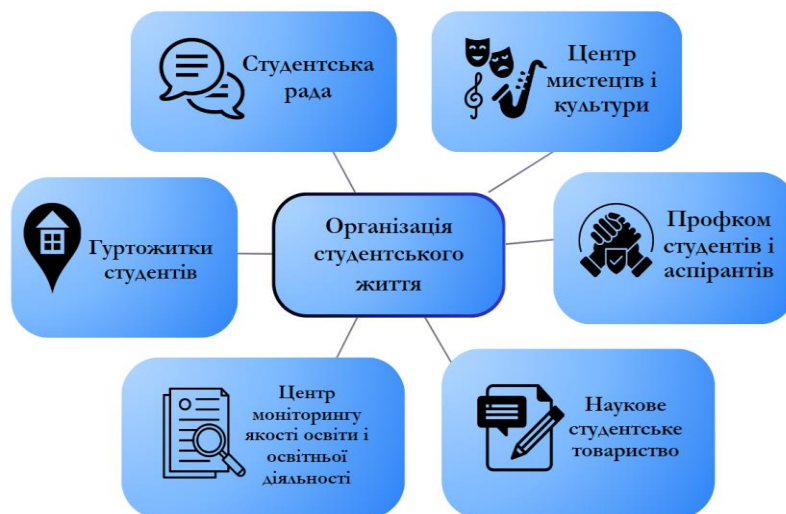 Студентська
рада
Центр
мистецтв і
культури
Гуртожитки
студентів
Організація
студентського
життя
Профком
студентів і
аспірантів
Центр
моніторингу
якості освіти і
освітньої
діяльності
Наукове
студентське
товариство